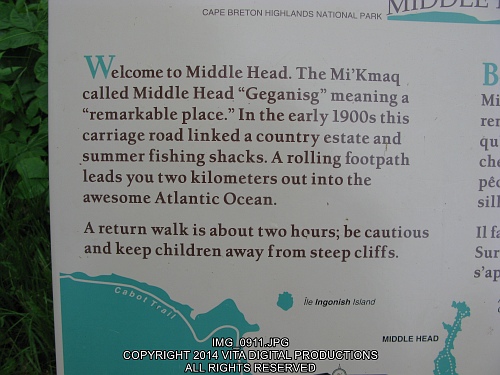 CAPE BRETON HIGHLANDS NATIONAL PARK
MIDDLE
Welcome to Middle Head. The Mi'Kmaq
called Middle Head "Geganisg" meaning a
"remarkable place." In the early 1900s this
carriage road linked a country estate and
summer fishing shacks. A rolling footpath
leads you two kilometers out into the
awesome Atlantic Ocean.
A return walk is about two hours; be cautious
and keep children away from steep cliffs.
B
Mi
ren
qu
che
pêc
sill
Il fa
Sur
s'ap
Cabot Trail
Île Ingonish Island
MIDDLE HEAD
IMG_0911.JPG
COPYRIGHT 2014 VITA DIGITAL PRODUCTIONS
ALL RIGHTS RESERVED